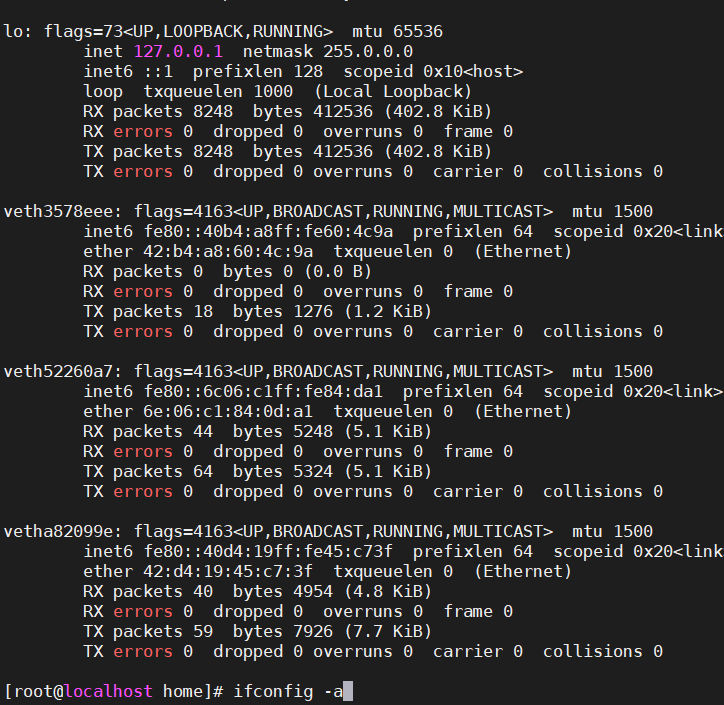 lo: flags=73<UP,LOOPBACK,RUNNING>  mtu 65536
        inet 127.0.0.1  netmask 255.0.0.0
        inet6 ::1  prefixlen 128  scopeid 0x10<host>
        loop  txqueuelen 1000  (Local Loopback)
        RX packets 8248  bytes 412536 (402.8 KiB)
        RX errors 0  dropped 0  overruns 0  frame 0
        TX packets 8248  bytes 412536 (402.8 KiB)
        TX errors 0  dropped 0 overruns 0  carrier 0  collisions 0

veth3578eee: flags=4163<UP,BROADCAST,RUNNING,MULTICAST>  mtu 1500
        inet6 fe80::40b4:a8ff:fe60:4c9a  prefixlen 64  scopeid 0x20<link
        ether 42:b4:a8:60:4c:9a  txqueuelen 0  (Ethernet)
        RX packets 0  bytes 0 (0.0 B)
        RX errors 0  dropped 0  overruns 0  frame 0
        TX packets 18  bytes 1276 (1.2 KiB)
        TX errors 0  dropped 0 overruns 0  carrier 0  collisions 0

veth52260a7: flags=4163<UP,BROADCAST,RUNNING,MULTICAST>  mtu 1500
        inet6 fe80::6c06:c1ff:fe84:da1  prefixlen 64  scopeid 0x20<link>
        ether 6e:06:c1:84:0d:a1  txqueuelen 0  (Ethernet)
        RX packets 44  bytes 5248 (5.1 KiB)
        RX errors 0  dropped 0  overruns 0  frame 0
        TX packets 64  bytes 5324 (5.1 KiB)
        TX errors 0  dropped 0 overruns 0  carrier 0  collisions 0

vetha82099e: flags=4163<UP,BROADCAST,RUNNING,MULTICAST>  mtu 1500
        inet6 fe80::40d4:19ff:fe45:c73f  prefixlen 64  scopeid 0x20<link
        ether 42:d4:19:45:c7:3f  txqueuelen 0  (Ethernet)
        RX packets 40  bytes 4954 (4.8 KiB)
        RX errors 0  dropped 0  overruns 0  frame 0
        TX packets 59  bytes 7926 (7.7 KiB)
        TX errors 0  dropped 0 overruns 0  carrier 0  collisions 0

[root@localhost home]# ifconfig -a